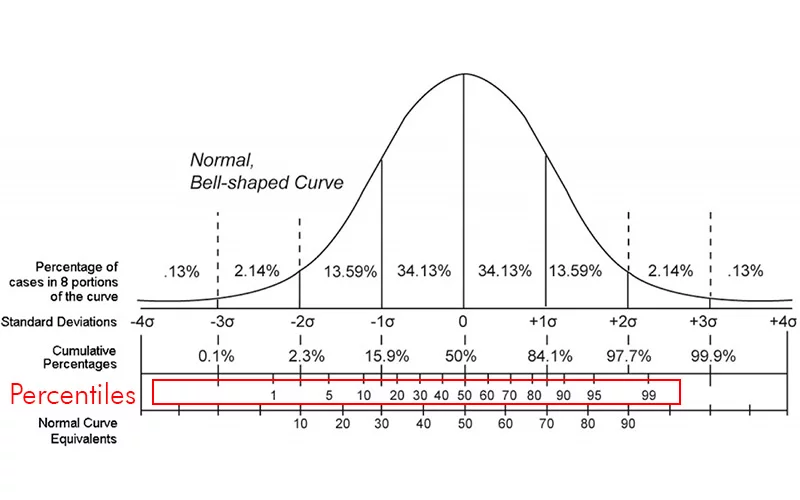 Normal,
Bell-shaped Curve
Percentage of
cases in 8 portions
of the curve
.13% 2.14% 13.59% 34.13% 34.13% 13.59% 2.14% .13%
Standard Deviations -4σ -3σ -2σ -1σ 0 +1σ +2σ +3σ +4σ
Cumulative
Percentages
0.1% 2.3% 15.9% 50% 84.1% 97.7% 99.9%
Percentiles 1 5 10 20 30 40 50 60 70 80 90 95 99
Normal Curve
Equivalents
10 20 30 40 50 60 70 80 90